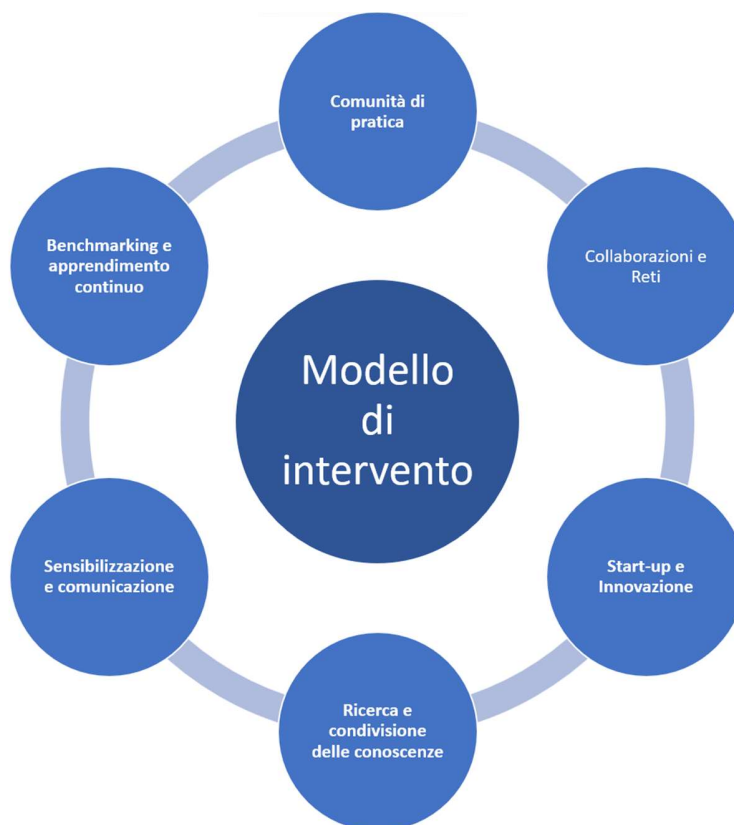 Comunità di
pratica
Collaborazioni e
Reti
Start-up e
Innovazione
Ricerca e
condivisione
delle conoscenze
Sensibilizzazione
e comunicazione
Benchmarking e
apprendimento
continuo
Modello
di
intervento